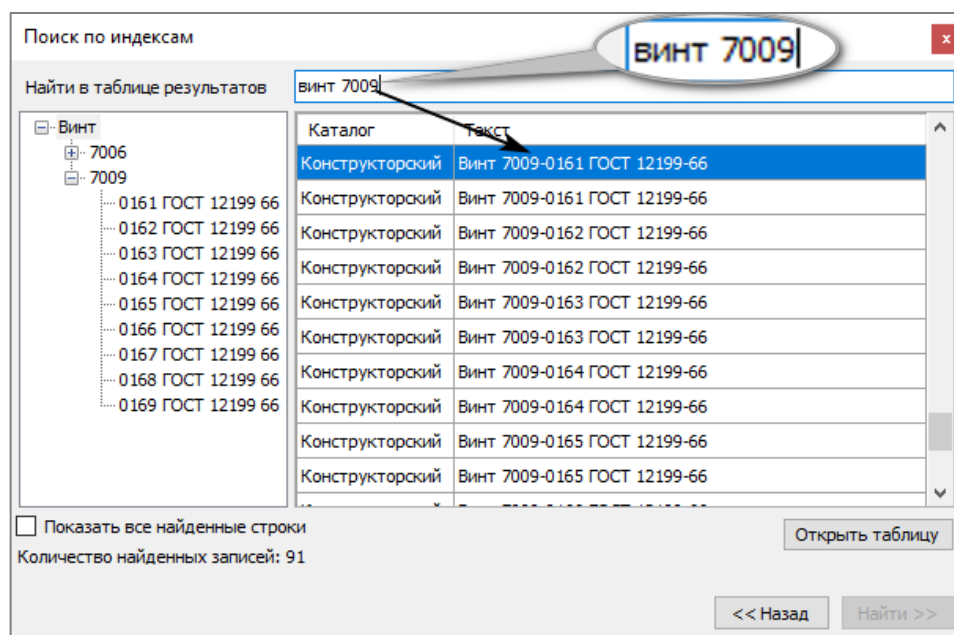 Поиск по индексам
x
винт 7009
Найти в таблице результатов
винт 7009
Винт
7006
7009
0161 ГОСТ 12199 66
0162 ГОСТ 12199 66
0163 ГОСТ 12199 66
0164 ГОСТ 12199 66
0165 ГОСТ 12199 66
0166 ГОСТ 12199 66
0167 ГОСТ 12199 66
0168 ГОСТ 12199 66
0169 ГОСТ 12199 66
Каталог Текст
Конструкторский Винт 7009-0161 ГОСТ 12199-66
Конструкторский Винт 7009-0161 ГОСТ 12199-66
Конструкторский Винт 7009-0162 ГОСТ 12199-66
Конструкторский Винт 7009-0162 ГОСТ 12199-66
Конструкторский Винт 7009-0163 ГОСТ 12199-66
Конструкторский Винт 7009-0163 ГОСТ 12199-66
Конструкторский Винт 7009-0164 ГОСТ 12199-66
Конструкторский Винт 7009-0164 ГОСТ 12199-66
Конструкторский Винт 7009-0165 ГОСТ 12199-66
Конструкторский Винт 7009-0165 ГОСТ 12199-66
Показать все найденные строки
Открыть таблицу
Количество найденных записей: 91
<< Назад
Найти >>